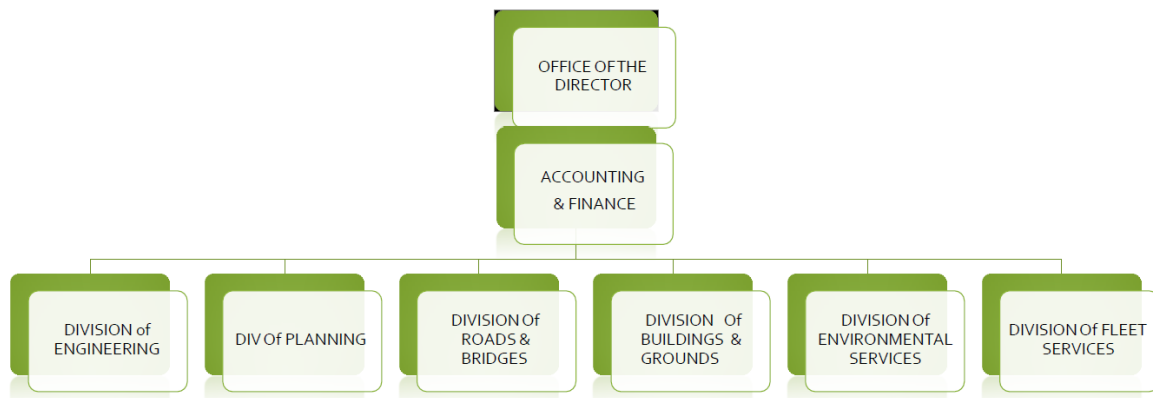 OFFICE OF THE
DIRECTOR
ACCOUNTING
& FINANCE
DIVISION of
ENGINEERING
DIV Of PLANNING
DIVISION Of
ROADS &
BRIDGES
DIVISION Of
BUILDINGS &
GROUNDS
DIVISION Of
ENVIRONMENTAL
SERVICES
DIVISION Of FLEET
SERVICES